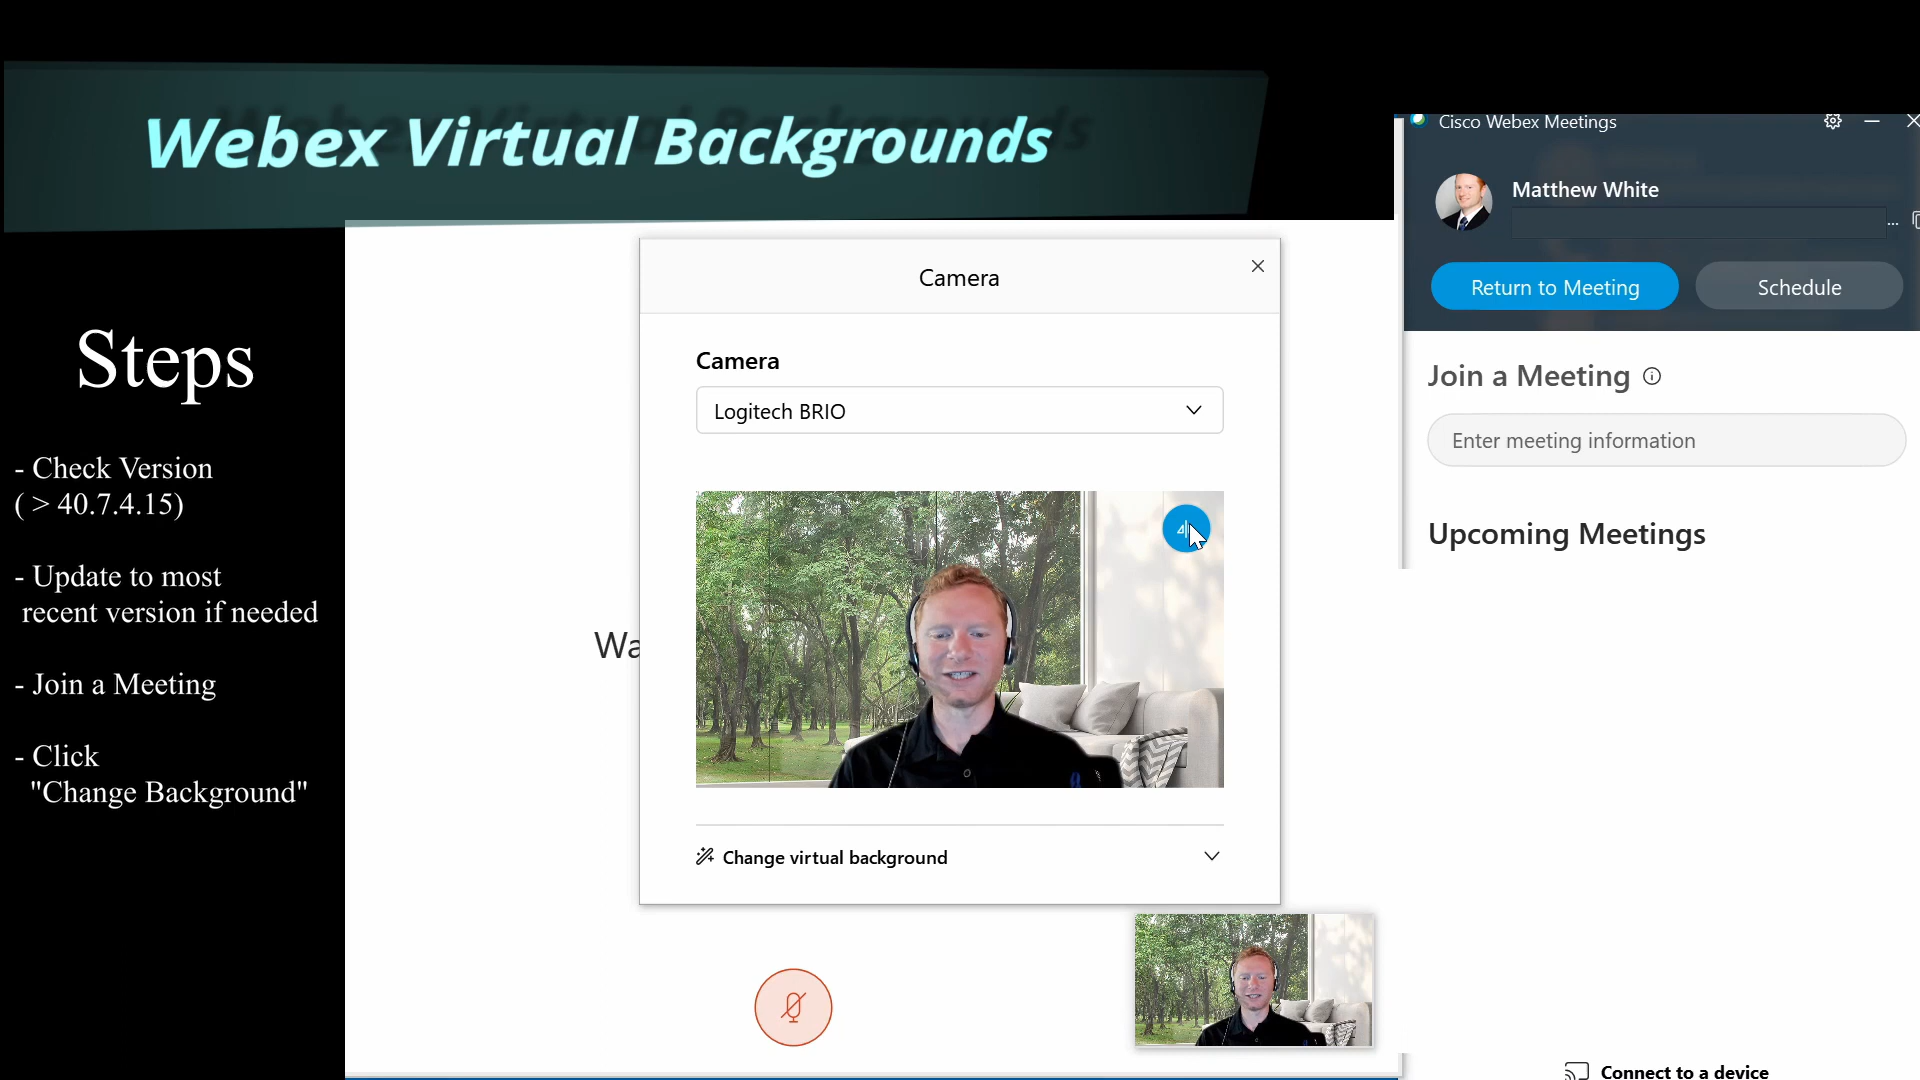 Webex Virtual Backgrounds
Steps
- Check Version
( > 40.7.4.15)
- Update to most
recent version if needed
- Join a Meeting
- Click
"Change Background"
Camera
Camera
Logitech BRIO
Change virtual background
Wa
Cisco Webex Meetings
Matthew White
...
Return to Meeting
Schedule
Join a Meeting
Enter meeting information
Upcoming Meetings
Connect to a device